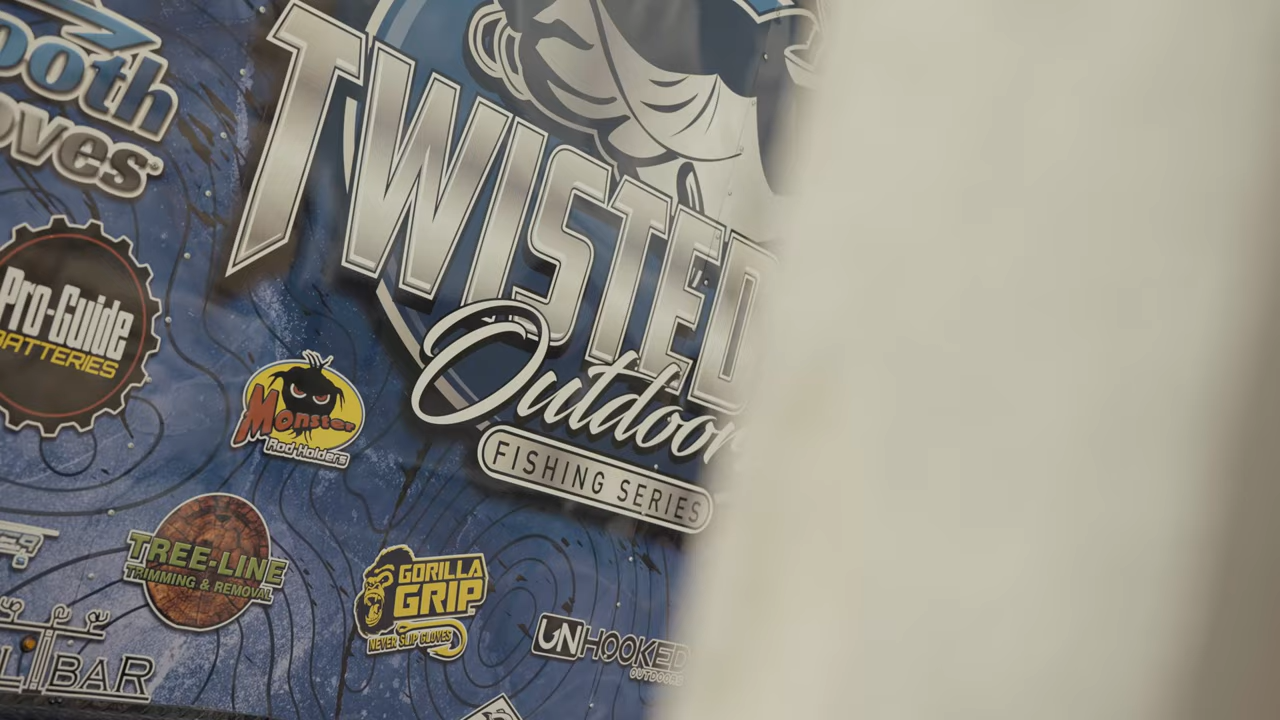 ooth
oves
TWISTED
Outdoor
FISHING SERIES
PRO-Guide
BATTERIES
Monster
Rod Holders
TREE-LINE
TRIMMING & REMOVAL
GORILLA
GRIP
NEVER SLIP GLOVES
UNHOOKED
OUTDOORS
BAR